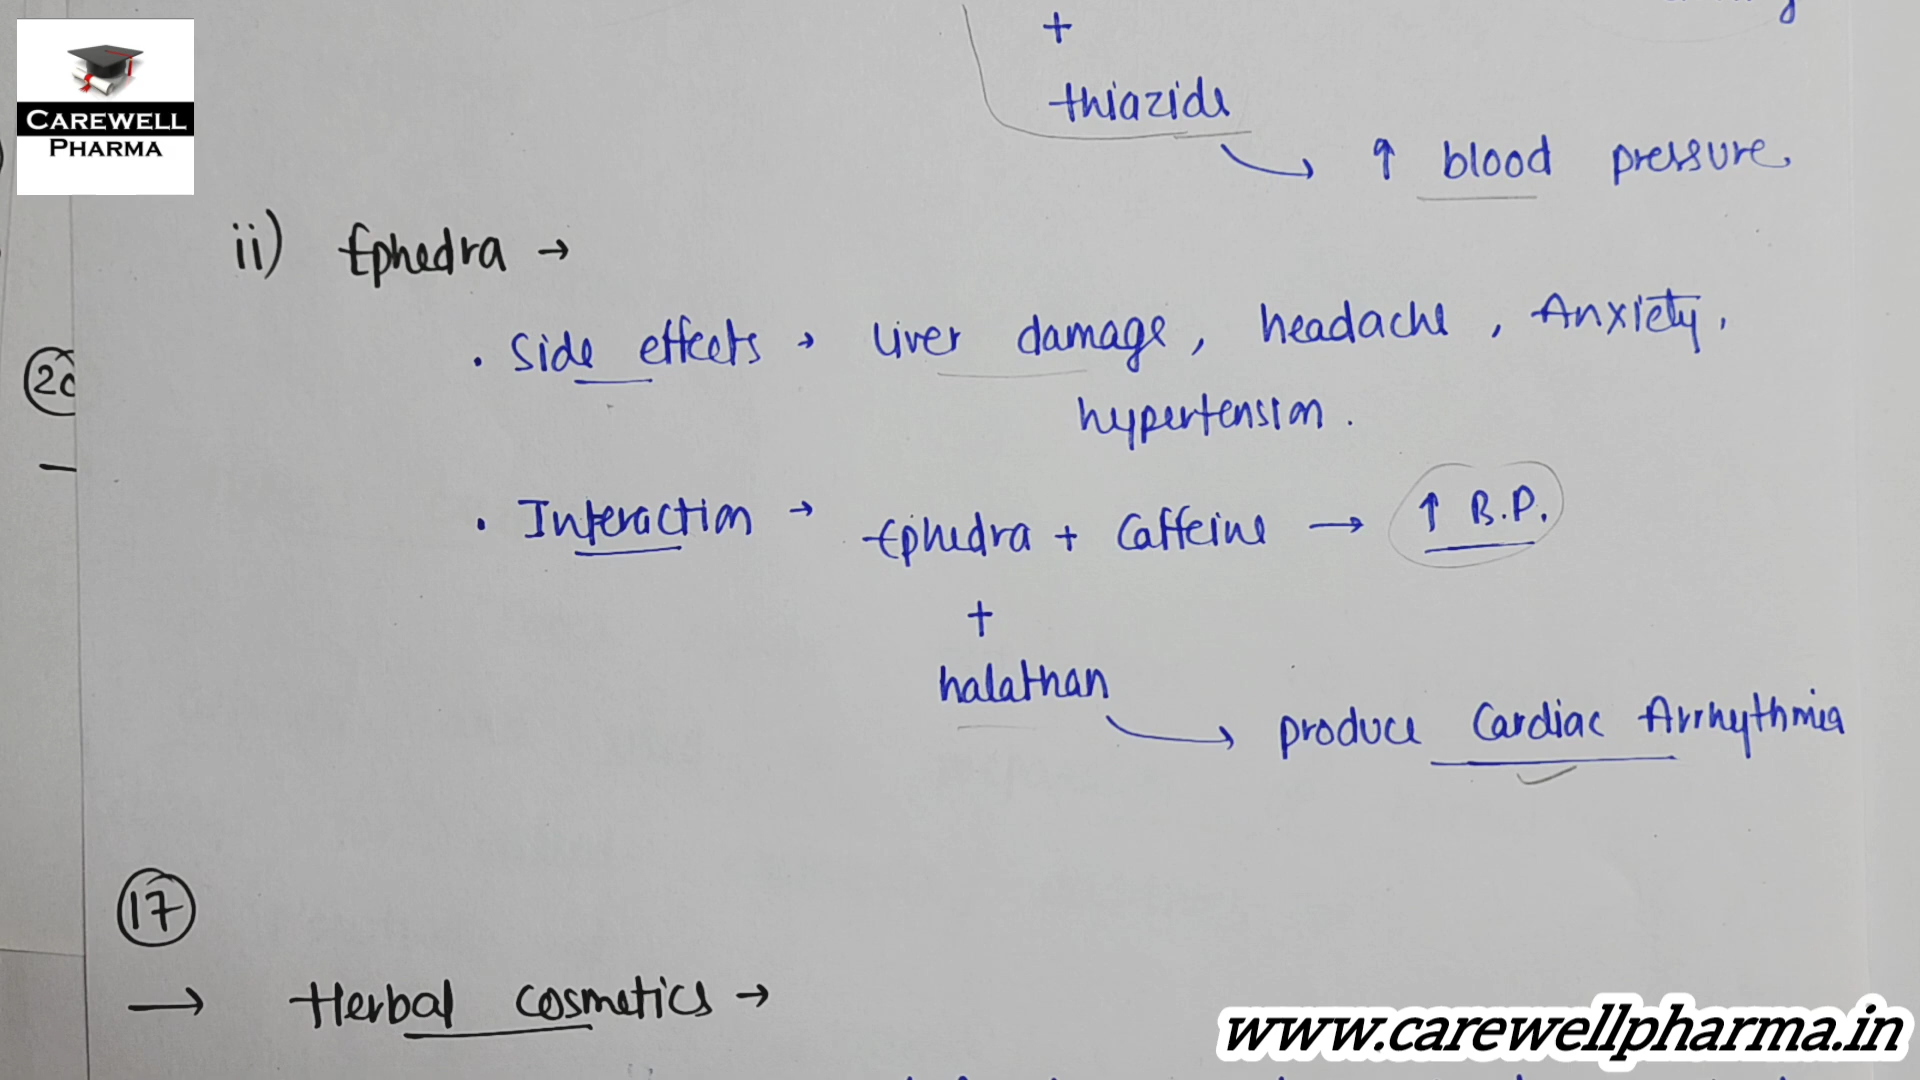 CAREWELL
PHARMA
+
thiazide
↑ blood pressure
ii) Ephedra →
• Side effects → Liver damage, headache, Anxiety,
hypertension.
• Interaction → Ephedra + Caffeine → ↑ B.P.
+
halathan
produce Cardiac Arrhythmia
17
→ Herbal cosmetics →
www.carewellpharma.in